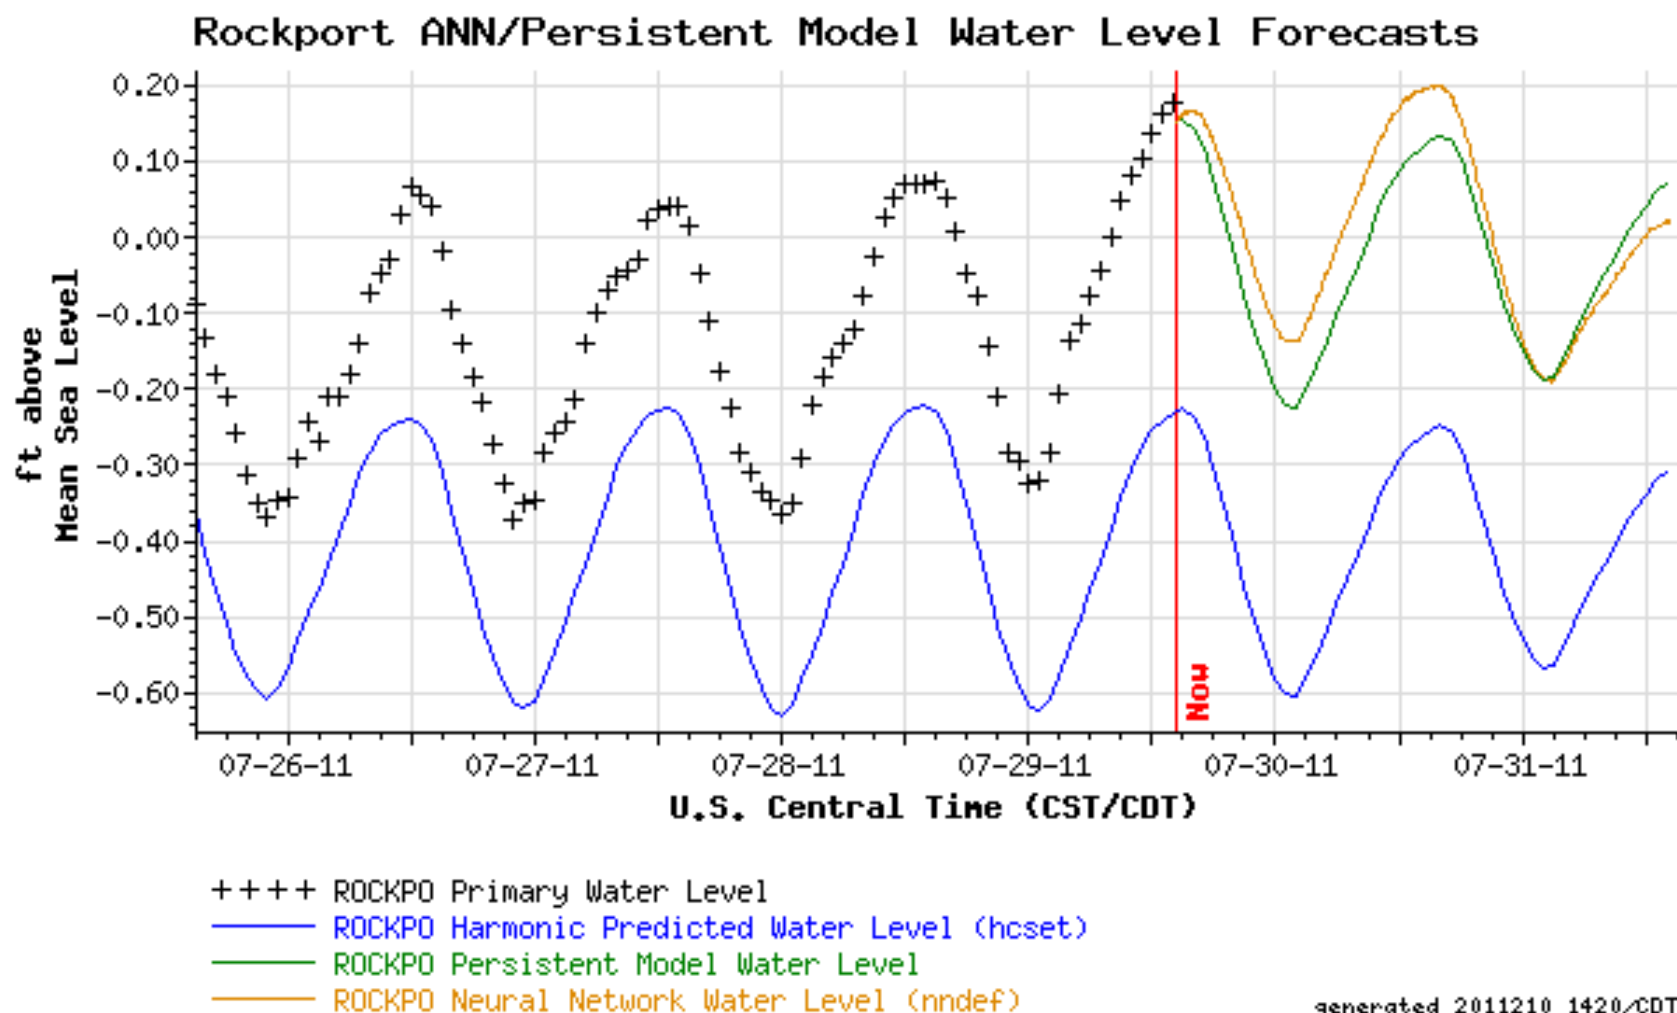 Rockport ANN/Persistent Model Water Level Forecasts
0.20
0.10
0.00
-0.10
-0.20
-0.30
-0.40
-0.50
-0.60
ft above
Mean Sea Level
Now
07-26-11 07-27-11 07-28-11 07-29-11 07-30-11 07-31-11
U.S. Central Time (CST/CDT)
++++ ROCKPO Primary Water Level
ROCKPO Harmonic Predicted Water Level (hcset)
ROCKPO Persistent Model Water Level
ROCKPO Neural Network Water Level (nndef)
generated 2011210 1420/CDT